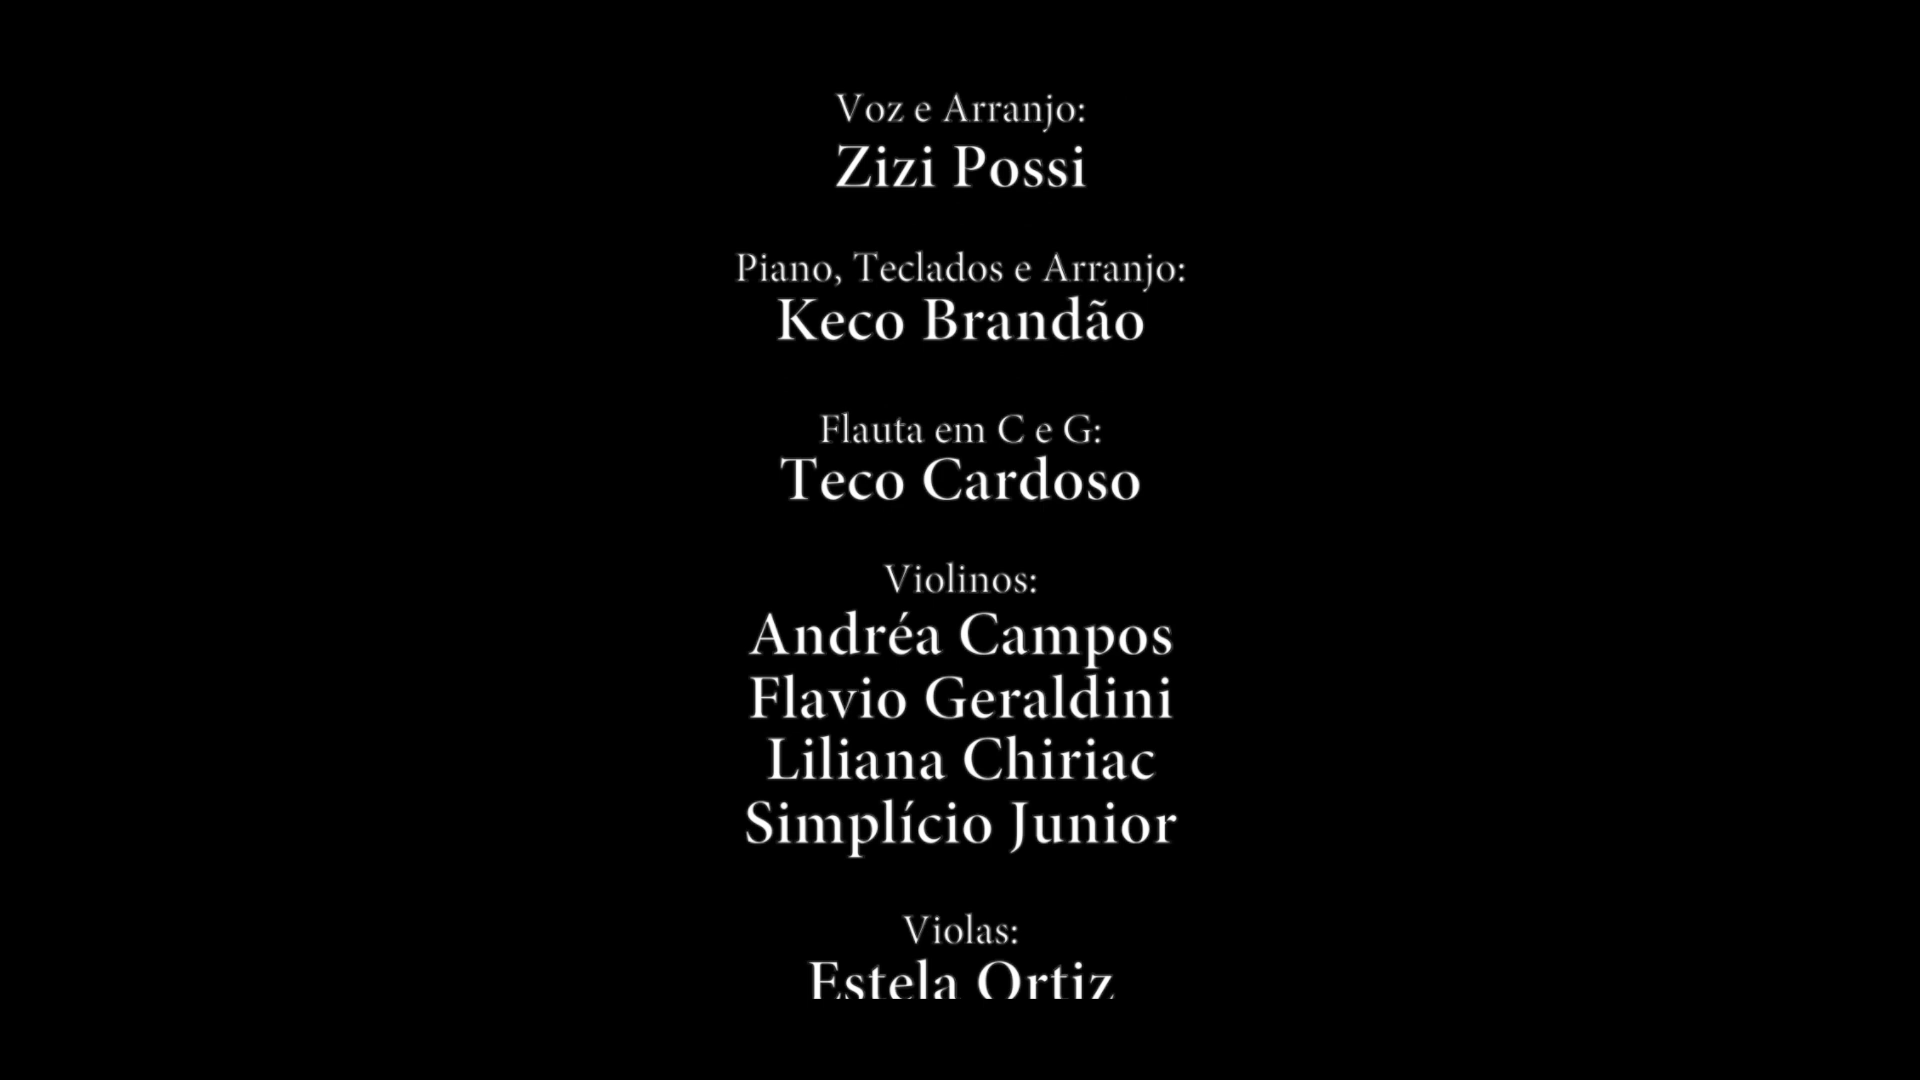 Voz e Arranjo:
Zizi Possi
Piano, Teclados e Arranjo:
Keco Brandão
Flauta em C e G:
Teco Cardoso
Violinos:
Andréa Campos
Flavio Geraldini
Liliana Chiriac
Simplício Junior
Violas:
Estela Ortiz